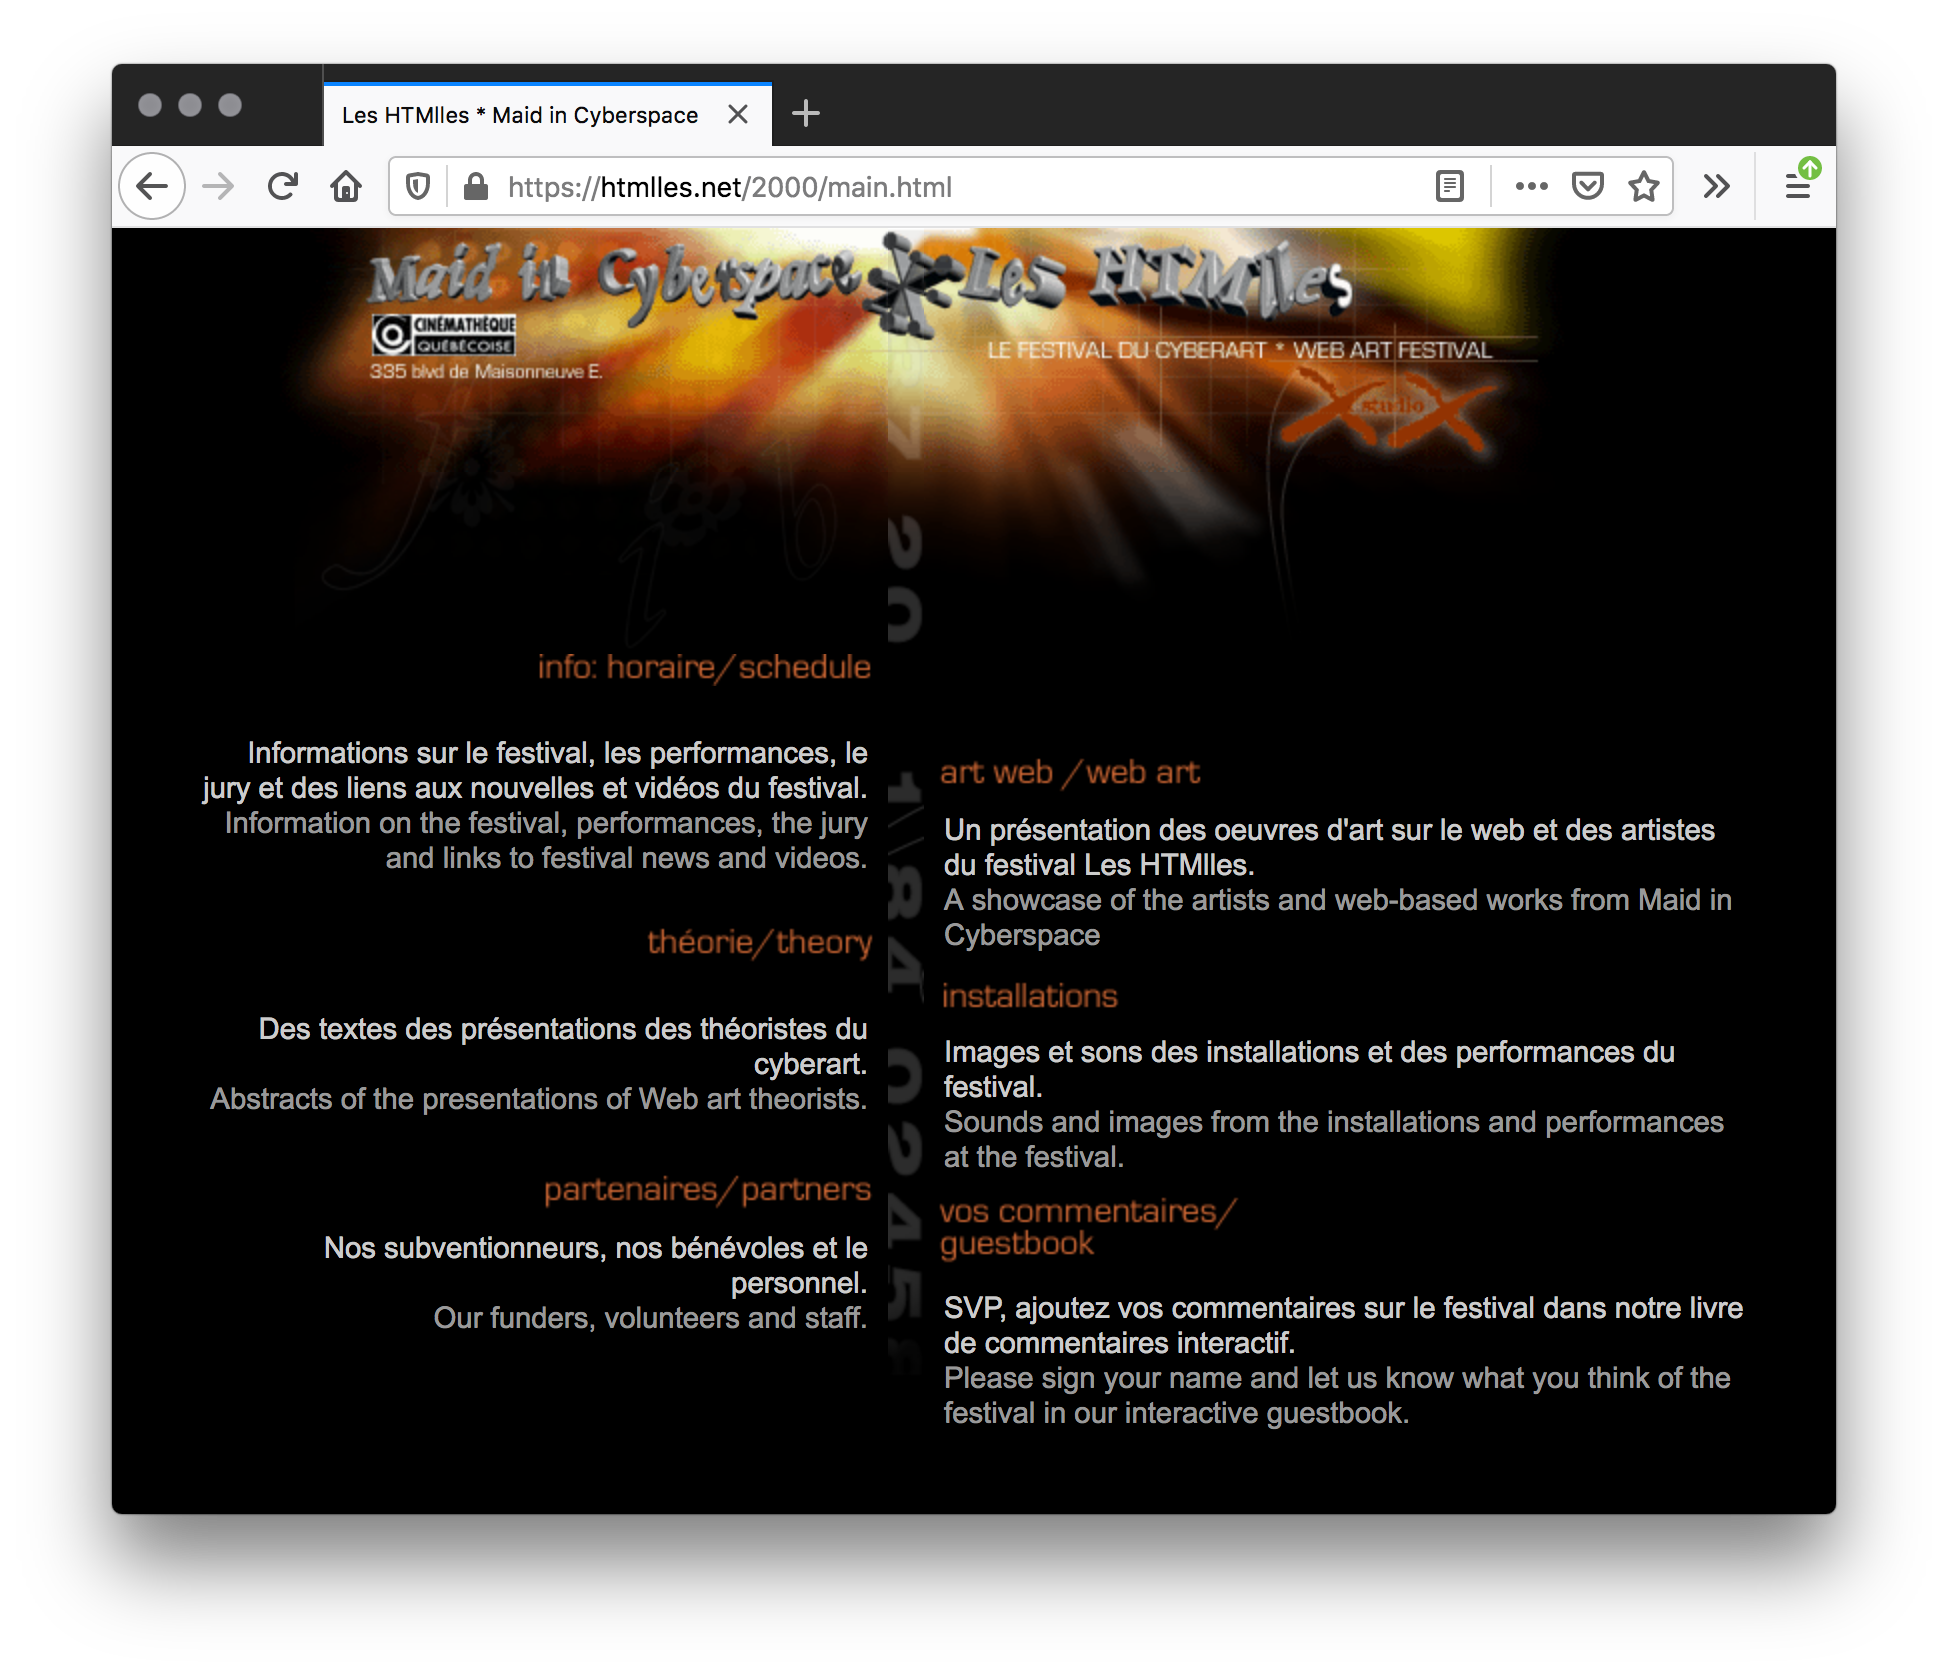 Les HTMlles * Maid in Cyberspace
https://htmlles.net/2000/main.html
Maid in Cyberspace * Les HTMlles
CINÉMATHÈQUE
QUÉBÉCOISE
335 blvd de Maisonneuve E.
LE FESTIVAL DU CYBERART * WEB ART FESTIVAL
studio XX
info: horaire/schedule
Informations sur le festival, les performances, le
jury et des liens aux nouvelles et vidéos du festival.
Information on the festival, performances, the jury
and links to festival news and videos.
théorie/theory
Des textes des présentations des théoristes du
cyberart.
Abstracts of the presentations of Web art theorists.
partenaires/partners
Nos subventionneurs, nos bénévoles et le
personnel.
Our funders, volunteers and staff.
art web /web art
Un présentation des oeuvres d'art sur le web et des artistes
du festival Les HTMlles.
A showcase of the artists and web-based works from Maid in
Cyberspace
installations
Images et sons des installations et des performances du
festival.
Sounds and images from the installations and performances
at the festival.
vos commentaires/
guestbook
SVP, ajoutez vos commentaires sur le festival dans notre livre
de commentaires interactif.
Please sign your name and let us know what you think of the
festival in our interactive guestbook.